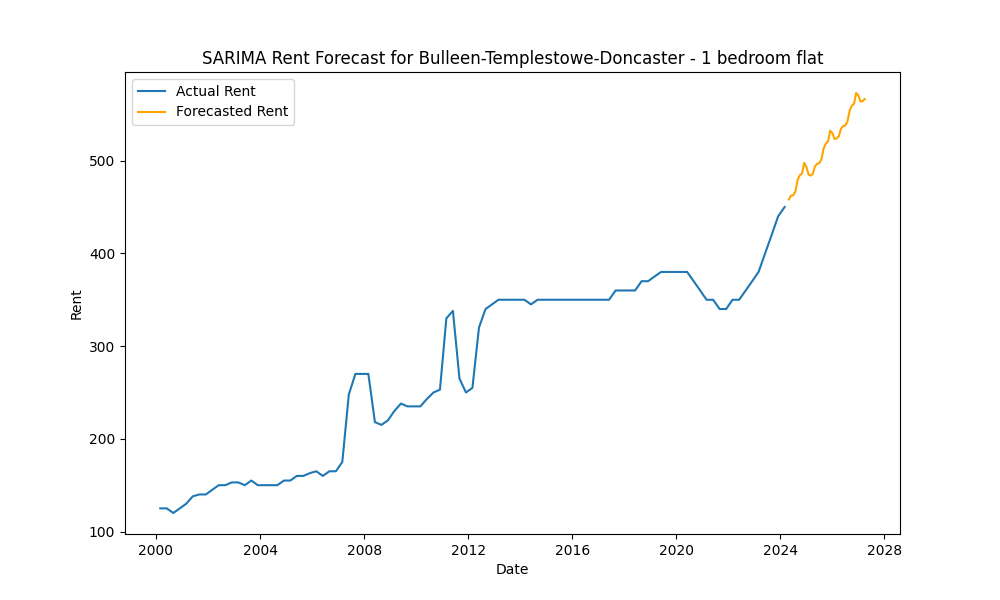 SARIMA Rent Forecast for Bulleen-Templestowe-Doncaster - 1 bedroom flat
Actual Rent
Forecasted Rent
500
400
300
200
100
Rent
2000 2004 2008 2012 2016 2020 2024 2028
Date